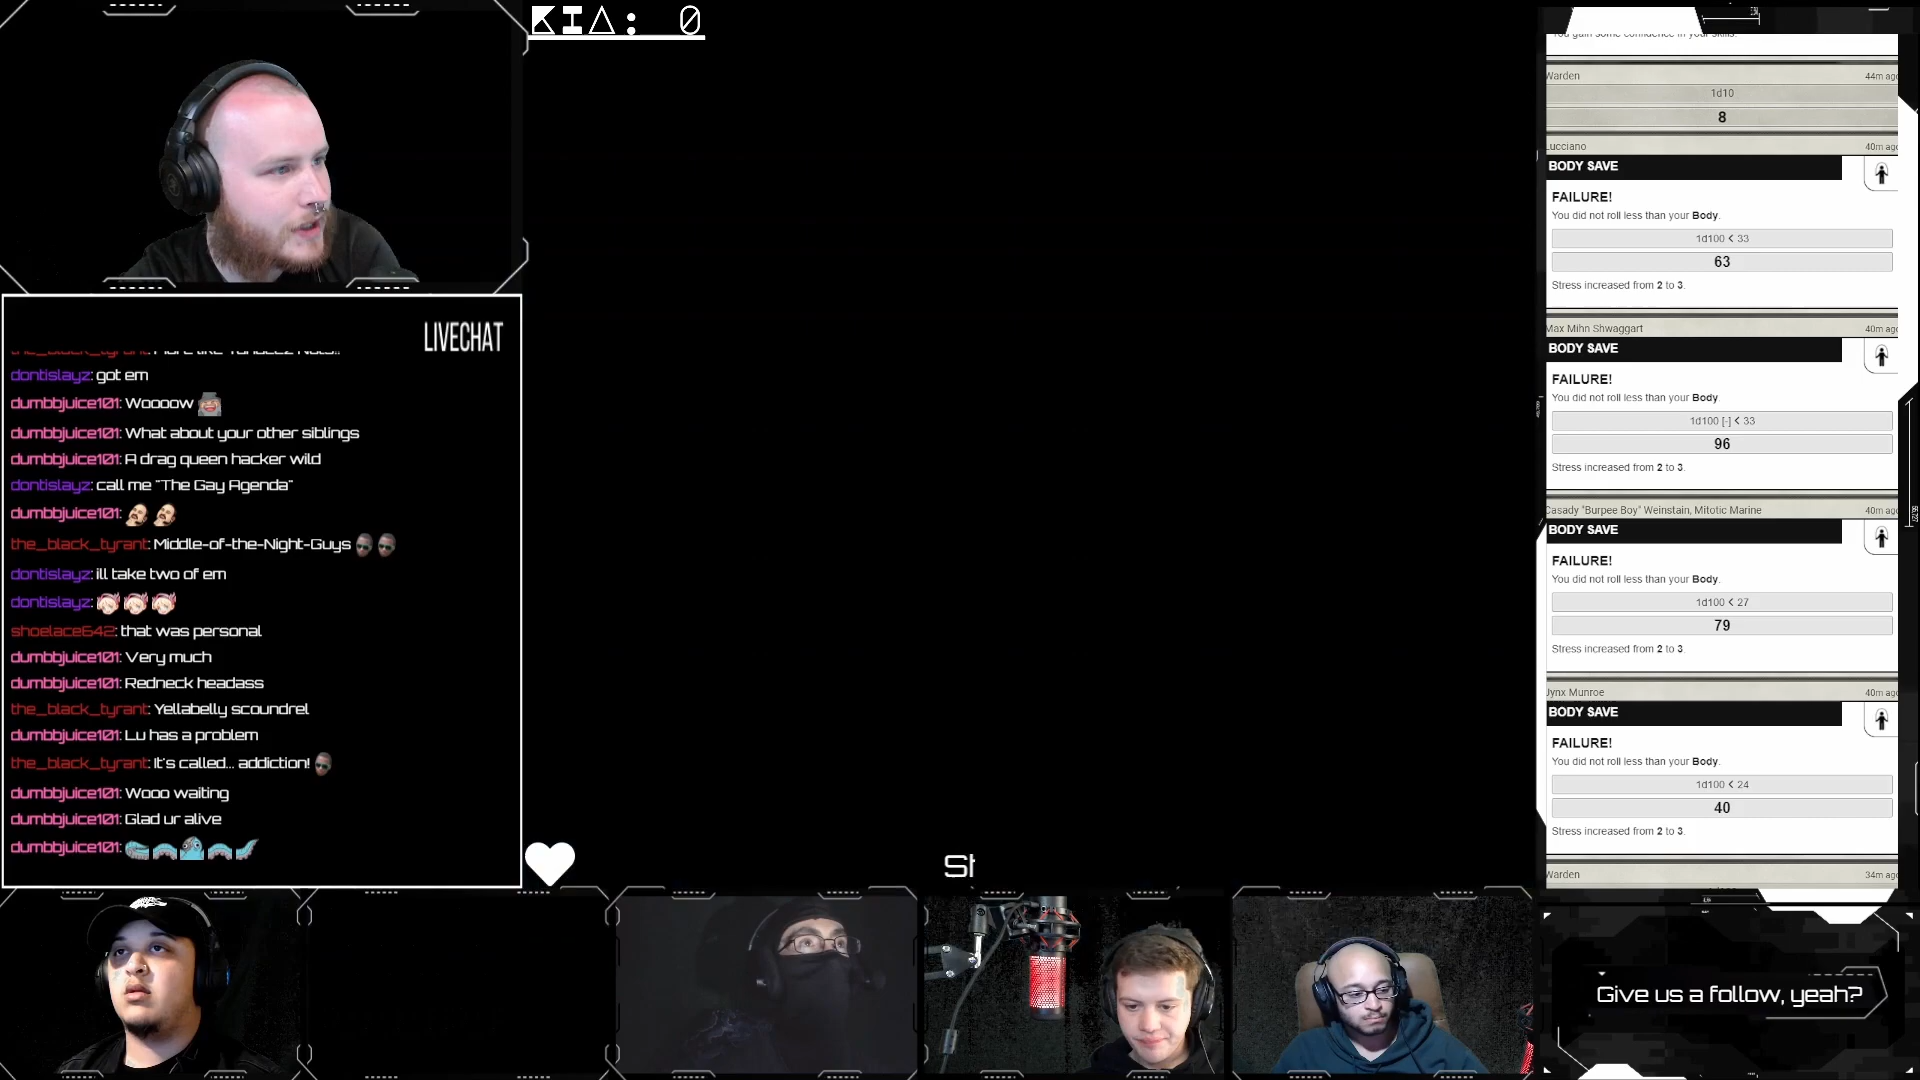 KIA: 0
LIVECHAT
dontislayz: got em
dumbbjuice101: Woooow
dumbbjuice101: What about your other siblings
dumbbjuice101: A drag queen hacker wild
dontislayz: call me "The Gay Agenda"
dumbbjuice101:
the_black_tyrant: Middle-of-the-Night-Guys
dontislayz: ill take two of em
dontislayz:
shoelace642: that was personal
dumbbjuice101: Very much
dumbbjuice101: Redneck headass
the_black_tyrant: Yellabelly scoundrel
dumbbjuice101: Lu has a problem
the_black_tyrant: It's called... addiction!
dumbbjuice101: Wooo waiting
dumbbjuice101: Glad ur alive
dumbbjuice101:
You gain some confidence in your skills.
Warden 44m ago
1d10
8
Lucciano 40m ago
BODY SAVE
FAILURE!
You did not roll less than your Body.
1d100 < 33
63
Stress increased from 2 to 3.
Max Mihn Shwaggart 40m ago
BODY SAVE
FAILURE!
You did not roll less than your Body.
1d100 [-] < 33
96
Stress increased from 2 to 3.
Casady "Burpee Boy" Weinstain, Mitotic Marine 40m ago
BODY SAVE
FAILURE!
You did not roll less than your Body.
1d100 < 27
79
Stress increased from 2 to 3.
Jynx Munroe 40m ago
BODY SAVE
FAILURE!
You did not roll less than your Body.
1d100 < 24
40
Stress increased from 2 to 3.
Warden 34m ago
Give us a follow, yeah?